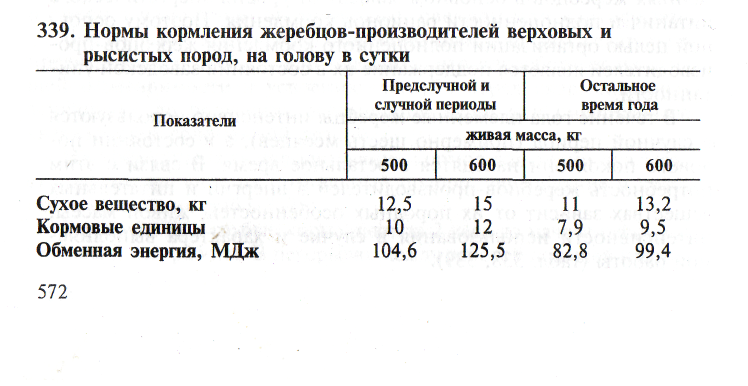 339. Нормы кормления жеребцов-производителей верховых и
рысистых пород, на голову в сутки
Показатели
Предслучной и
случной периоды
Остальное
время года
живая масса, кг
500 600 500 600
Сухое вещество, кг 12,5 15 11 13,2
Кормовые единицы 10 12 7,9 9,5
Обменная энергия, МДж 104,6 125,5 82,8 99,4
572